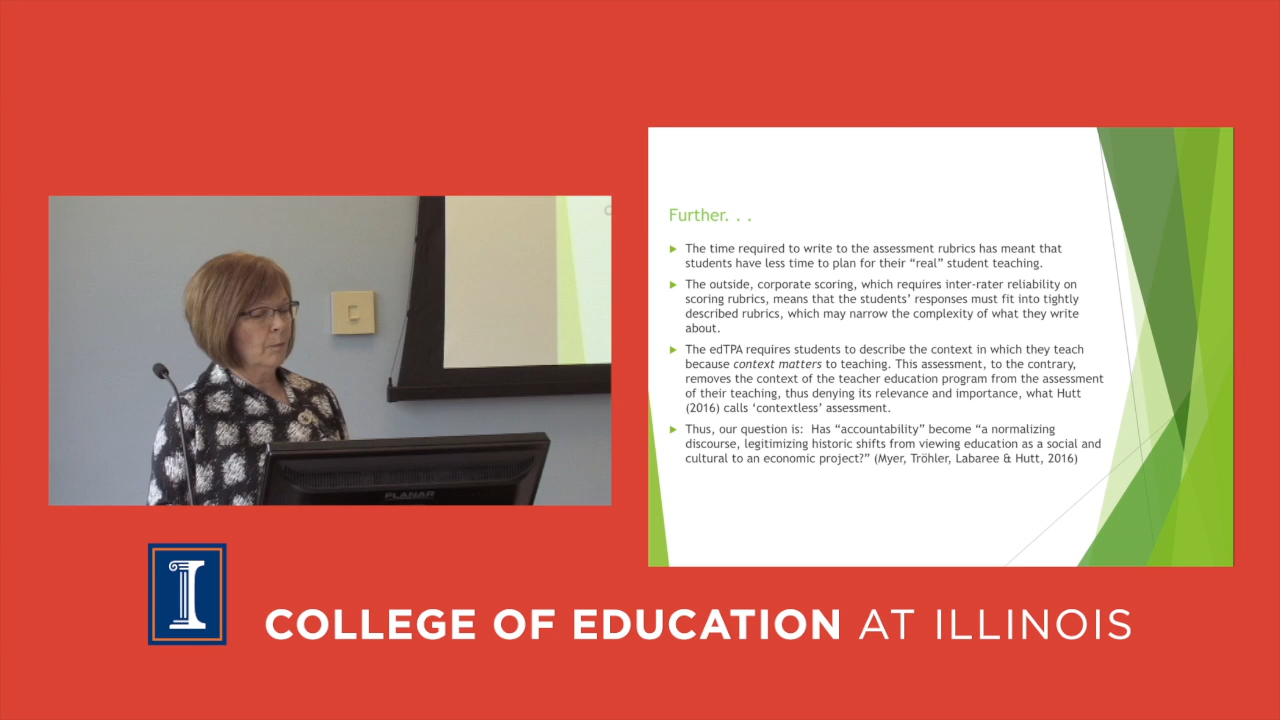 Further. . .
The time required to write to the assessment rubrics has meant that
students have less time to plan for their “real” student teaching.
The outside, corporate scoring, which requires inter-rater reliability on
scoring rubrics, means that the students’ responses must fit into tightly
described rubrics, which may narrow the complexity of what they write
about.
The edTPA requires students to describe the context in which they teach
because context matters to teaching. This assessment, to the contrary,
removes the context of the teacher education program from the assessment
of their teaching, thus denying its relevance and importance, what Hutt
(2016) calls ‘contextless’ assessment.
Thus, our question is:  Has “accountability” become “a normalizing
discourse, legitimizing historic shifts from viewing education as a social and
cultural to an economic project?” (Myer, Tröhler, Labaree & Hutt, 2016)
PLANAR
I
COLLEGE OF EDUCATION AT ILLINOIS